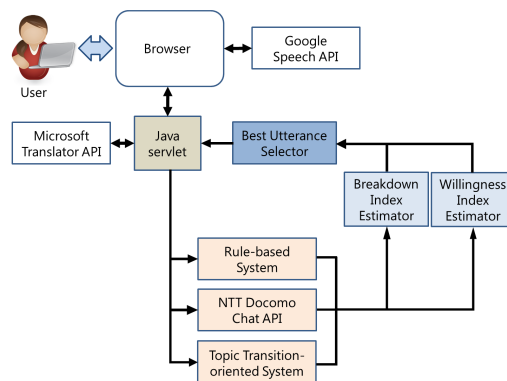 User
Browser
Google
Speech API
Microsoft
Translator API
Java
servlet
Best Utterance
Selector
Breakdown
Index
Estimator
Willingness
Index
Estimator
Rule-based
System
NTT Docomo
Chat API
Topic Transition-
oriented System